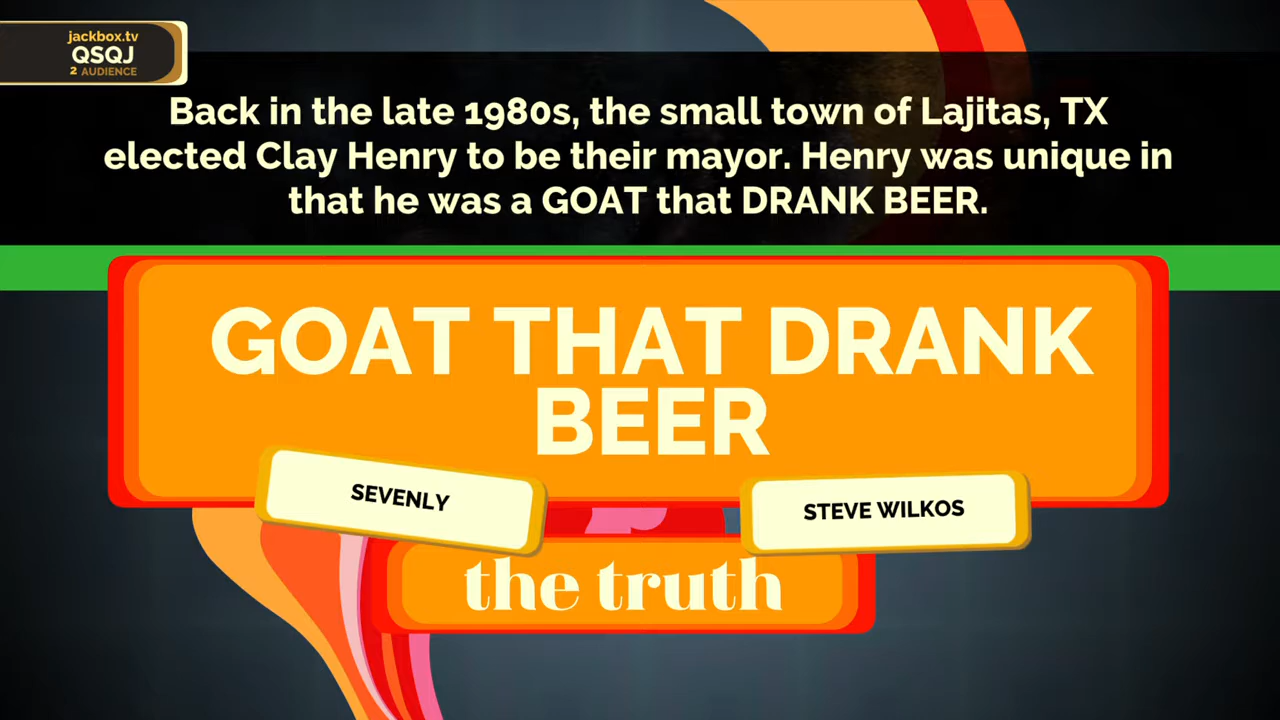 jackbox.tv
QSQJ
2 AUDIENCE
Back in the late 1980s, the small town of Lajitas, TX
elected Clay Henry to be their mayor. Henry was unique in
that he was a GOAT that DRANK BEER.
GOAT THAT DRANK
BEER
SEVENLY
STEVE WILKOS
the truth